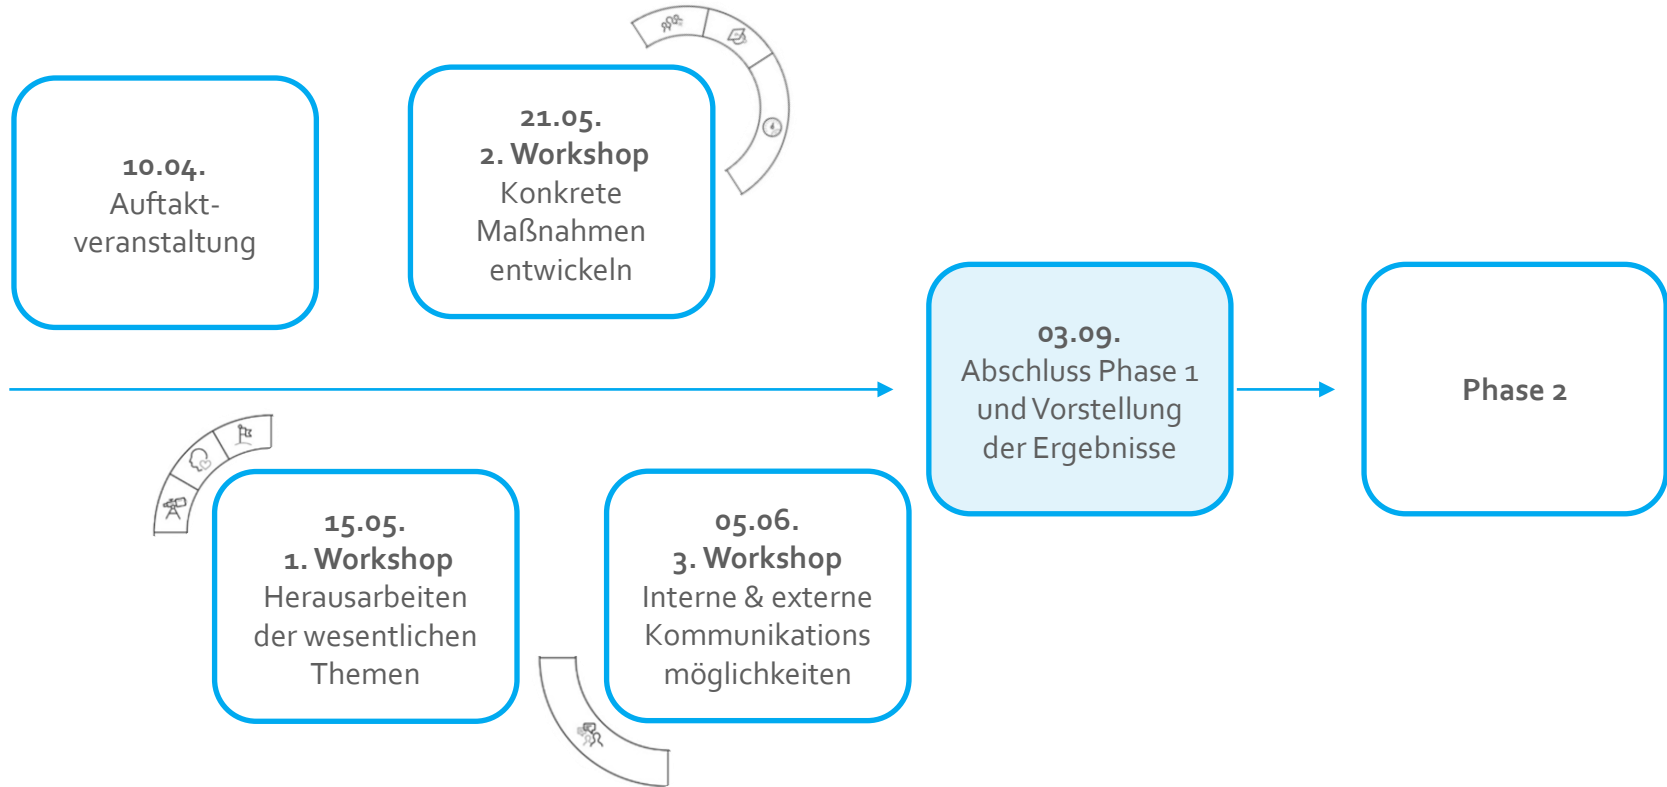 10.04.
Auftakt-
veranstaltung
21.05.
2. Workshop
Konkrete
Maßnahmen
entwickeln
15.05.
1. Workshop
Herausarbeiten
der wesentlichen
Themen
05.06.
3. Workshop
Interne & externe
Kommunikations
möglichkeiten
03.09.
Abschluss Phase 1
und Vorstellung
der Ergebnisse
Phase 2